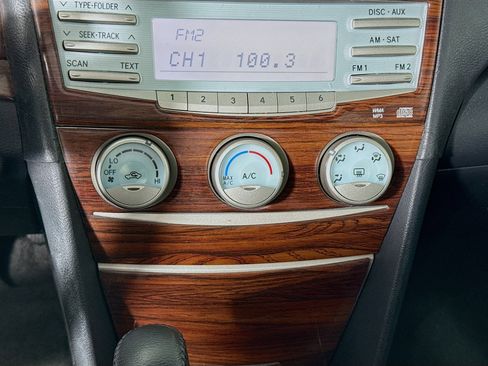 TYPE·FOLDER
SEEK·TRACK
SCAN TEXT
FM2
CH1 100.3
DISC·AUX
AM·SAT
FM1 FM2
1 2 3 4 5 6
WMA
MP3
LO
OFF
HI
MAX
A/C
A/C